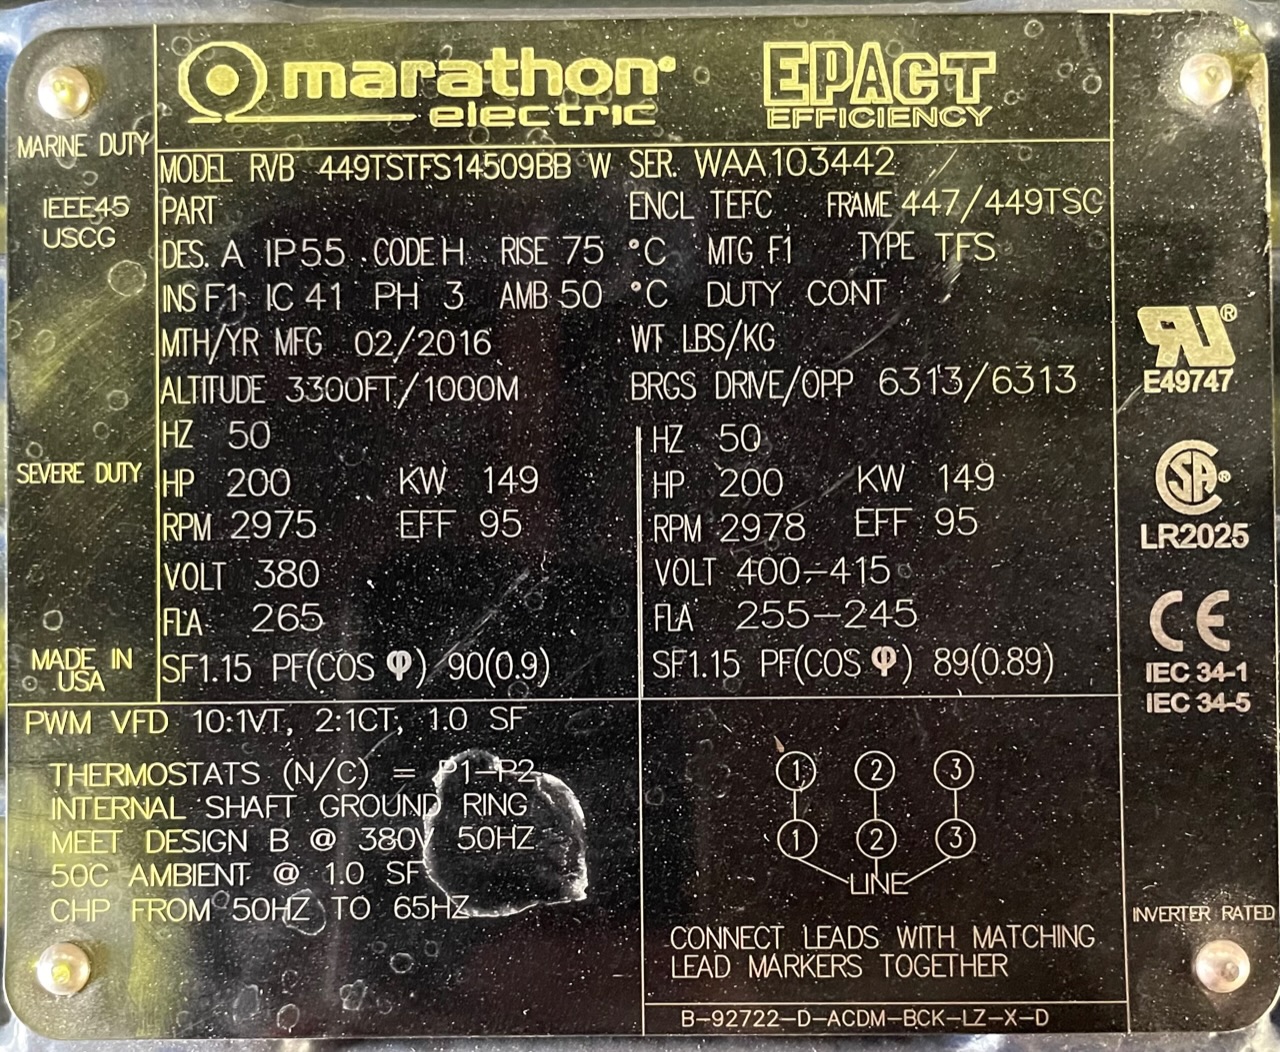 marathon®
electric
EPACT
EFFICIENCY
MARINE DUTY
IEEE45
USCG
SEVERE DUTY
MADE IN
USA
MODEL RVB 449TSTFS14509BB W SER. WAA103442
PART ENCL TEFC FRAME 447/449TSC
DES. A IP55 CODE H RISE 75 °C MTG F1 TYPE TFS
INS F1 IC 41 PH 3 AMB 50 °C DUTY CONT
MTH/YR MFG 02/2016 WT LBS/KG
ALTITUDE 3300FT/1000M BRGS DRIVE/OPP 6313/6313
HZ 50
HP 200 KW 149
RPM 2975 EFF 95
VOLT 380
FLA 265
SF 1.15 PF(COS φ) 90(0.9)
HZ 50
HP 200 KW 149
RPM 2978 EFF 95
VOLT 400-415
FLA 255-245
SF 1.15 PF(COS φ) 89(0.89)
PWM VFD 10:1VT, 2:1CT, 1.0 SF
THERMOSTATS (N/C) = P1-P2
INTERNAL SHAFT GROUND RING
MEET DESIGN B @ 380V 50HZ
50C AMBIENT @ 1.0 SF
CHP FROM 50HZ TO 65HZ
1 2 3
1 2 3
LINE
CONNECT LEADS WITH MATCHING
LEAD MARKERS TOGETHER
B-92722-D-ACDM-BCK-LZ-X-D
RU®
E49747
SA®
LR2025
CE
IEC 34-1
IEC 34-5
INVERTER RATED